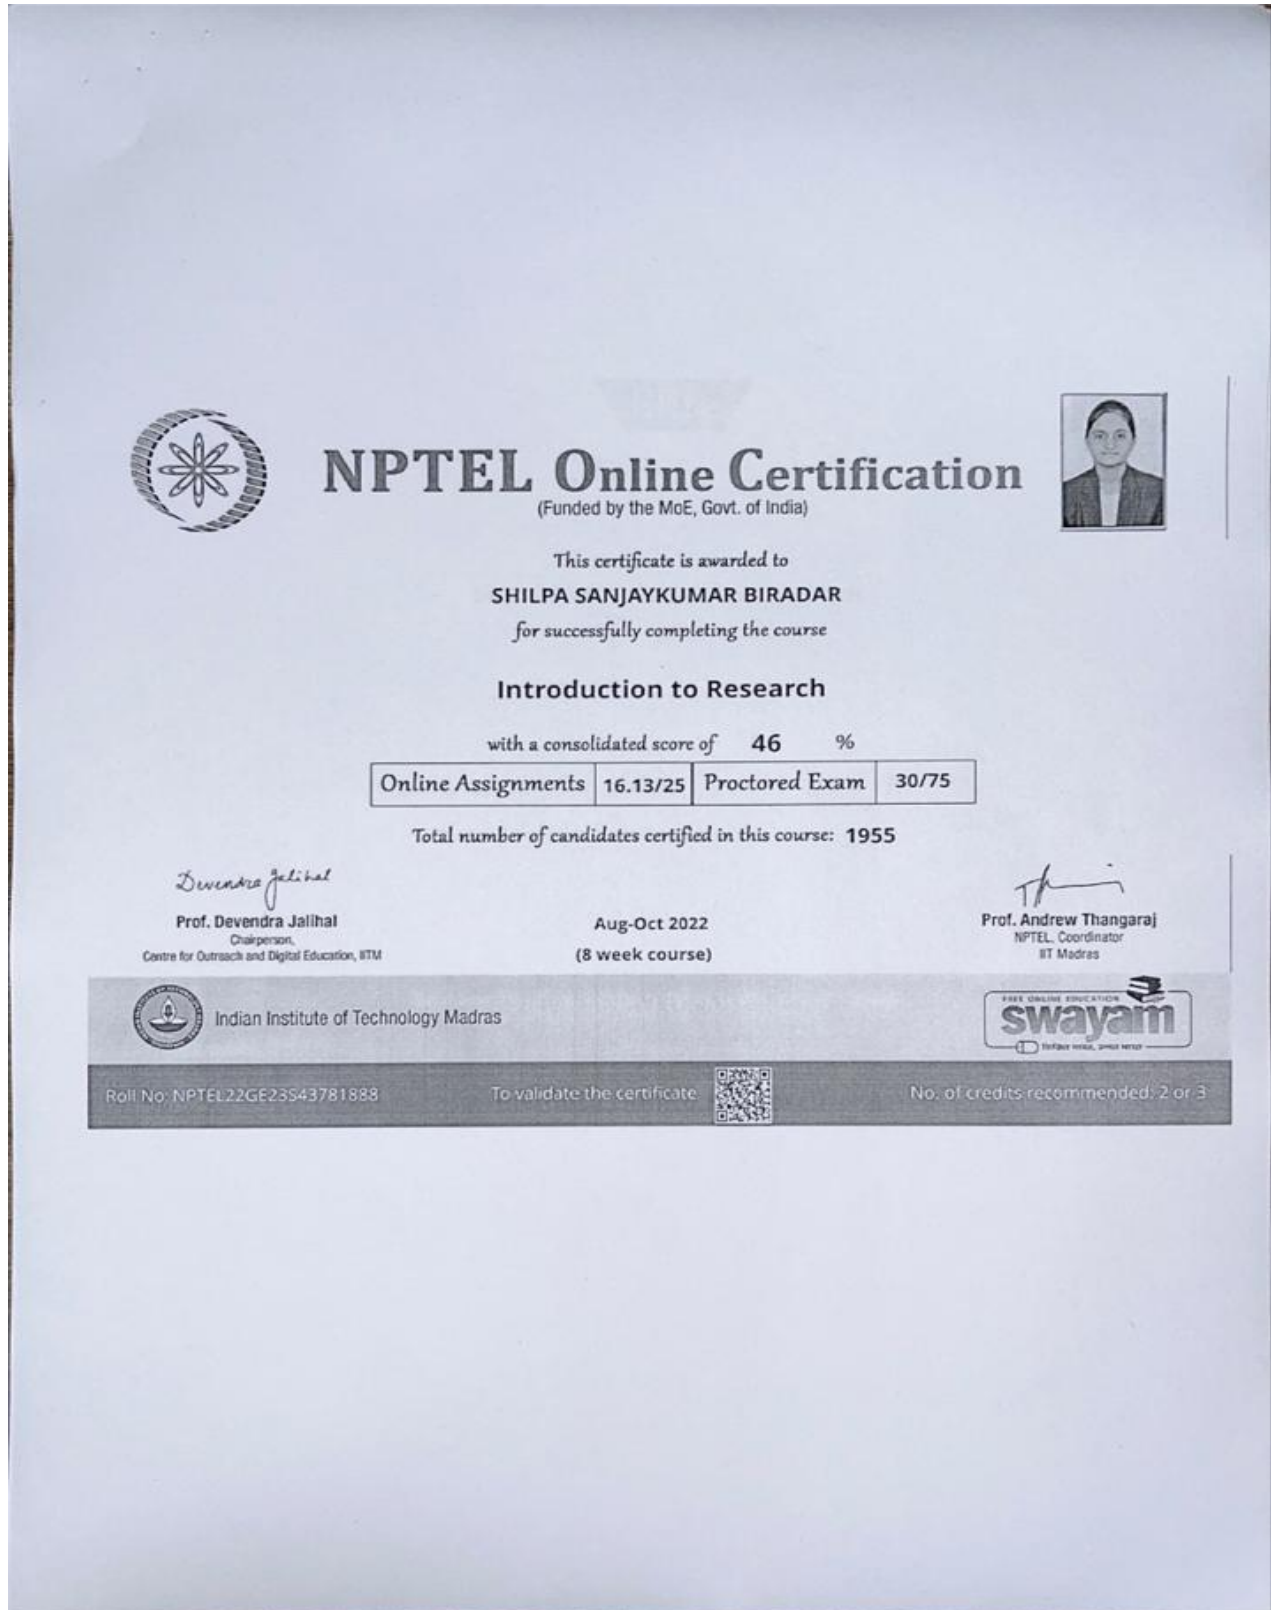 NPTEL Online Certification
(Funded by the MoE, Govt. of India)
This certificate is awarded to
SHILPA SANJAYKUMAR BIRADAR
for successfully completing the course
Introduction to Research
with a consolidated score of 46 %
Online Assignments 16.13/25 Proctored Exam 30/75
Total number of candidates certified in this course: 1955
Devendra Jalihal
Prof. Devendra Jalihal
Chairperson,
Centre for Outreach and Digital Education, IITM
Aug-Oct 2022
(8 week course)
Prof. Andrew Thangaraj
NPTEL, Coordinator
IIT Madras
Indian Institute of Technology Madras
FREE ONLINE EDUCATION
swayam
Roll No: NPTEL22GE23S43781888
To validate the certificate
No. of credits recommended: 2 or 3